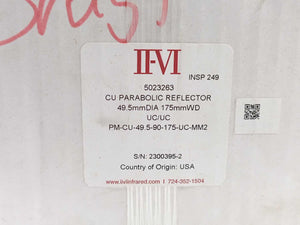 II-VI
INSP 249
5023263
CU PARABOLIC REFLECTOR
49.5mmDIA 175mmWD
UC/UC
PM-CU-49.5-90-175-UC-MM2
S/N: 2300395-2
Country of Origin: USA
www.iiviinfrared.com I 724-352-1504